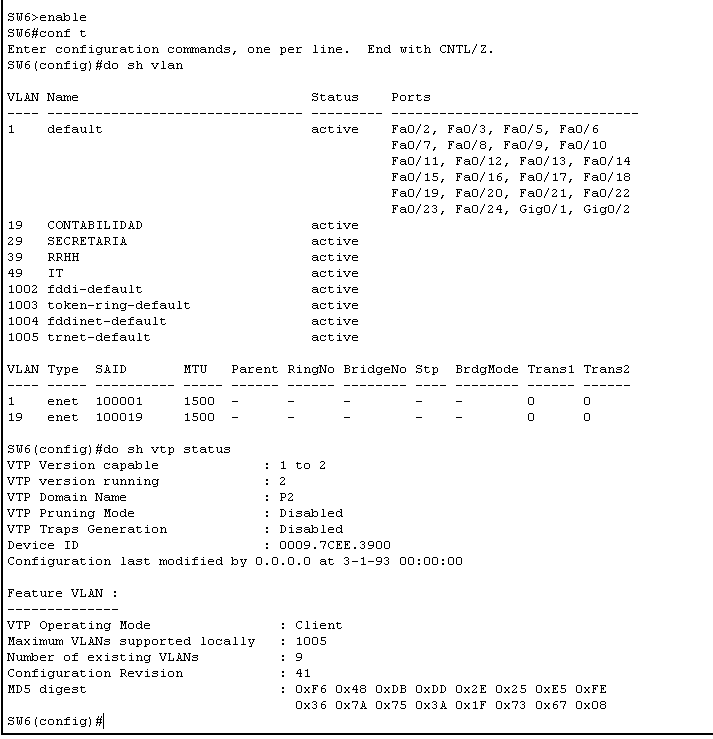 SW6>enable
SW6#conf t
Enter configuration commands, one per line.  End with CNTL/Z.
SW6(config)#do sh vlan
VLAN Name                             Status    Ports
---- -------------------------------- --------- -------------------------------
1    default                          active    Fa0/2, Fa0/3, Fa0/5, Fa0/6
                                                Fa0/7, Fa0/8, Fa0/9, Fa0/10
                                                Fa0/11, Fa0/12, Fa0/13, Fa0/14
                                                Fa0/15, Fa0/16, Fa0/17, Fa0/18
                                                Fa0/19, Fa0/20, Fa0/21, Fa0/22
                                                Fa0/23, Fa0/24, Gig0/1, Gig0/2
19   CONTABILIDAD                     active
29   SECRETARIA                       active
39   RRHH                             active
49   IT                               active
1002 fddi-default                     active
1003 token-ring-default               active
1004 fddinet-default                  active
1005 trnet-default                    active
VLAN Type  SAID       MTU   Parent RingNo BridgeNo Stp  BrdgMode Trans1 Trans2
---- ----- ---------- ----- ------ ------ -------- ---- -------- ------ ------
1    enet  100001     1500  -      -      -        -    -        0      0
19   enet  100019     1500  -      -      -        -    -        0      0
SW6(config)#do sh vtp status
VTP Version capable             : 1 to 2
VTP version running             : 2
VTP Domain Name                 : P2
VTP Pruning Mode                : Disabled
VTP Traps Generation            : Disabled
Device ID                       : 0009.7CEE.3900
Configuration last modified by 0.0.0.0 at 3-1-93 00:00:00
Feature VLAN :
--------------
VTP Operating Mode                : Client
Maximum VLANs supported locally   : 1005
Number of existing VLANs          : 9
Configuration Revision            : 41
MD5 digest                        : 0xF6 0x48 0xDB 0xDD 0x2E 0x25 0xE5 0xFE
                                    0x36 0x7A 0x75 0x3A 0x1F 0x73 0x67 0x08
SW6(config)#